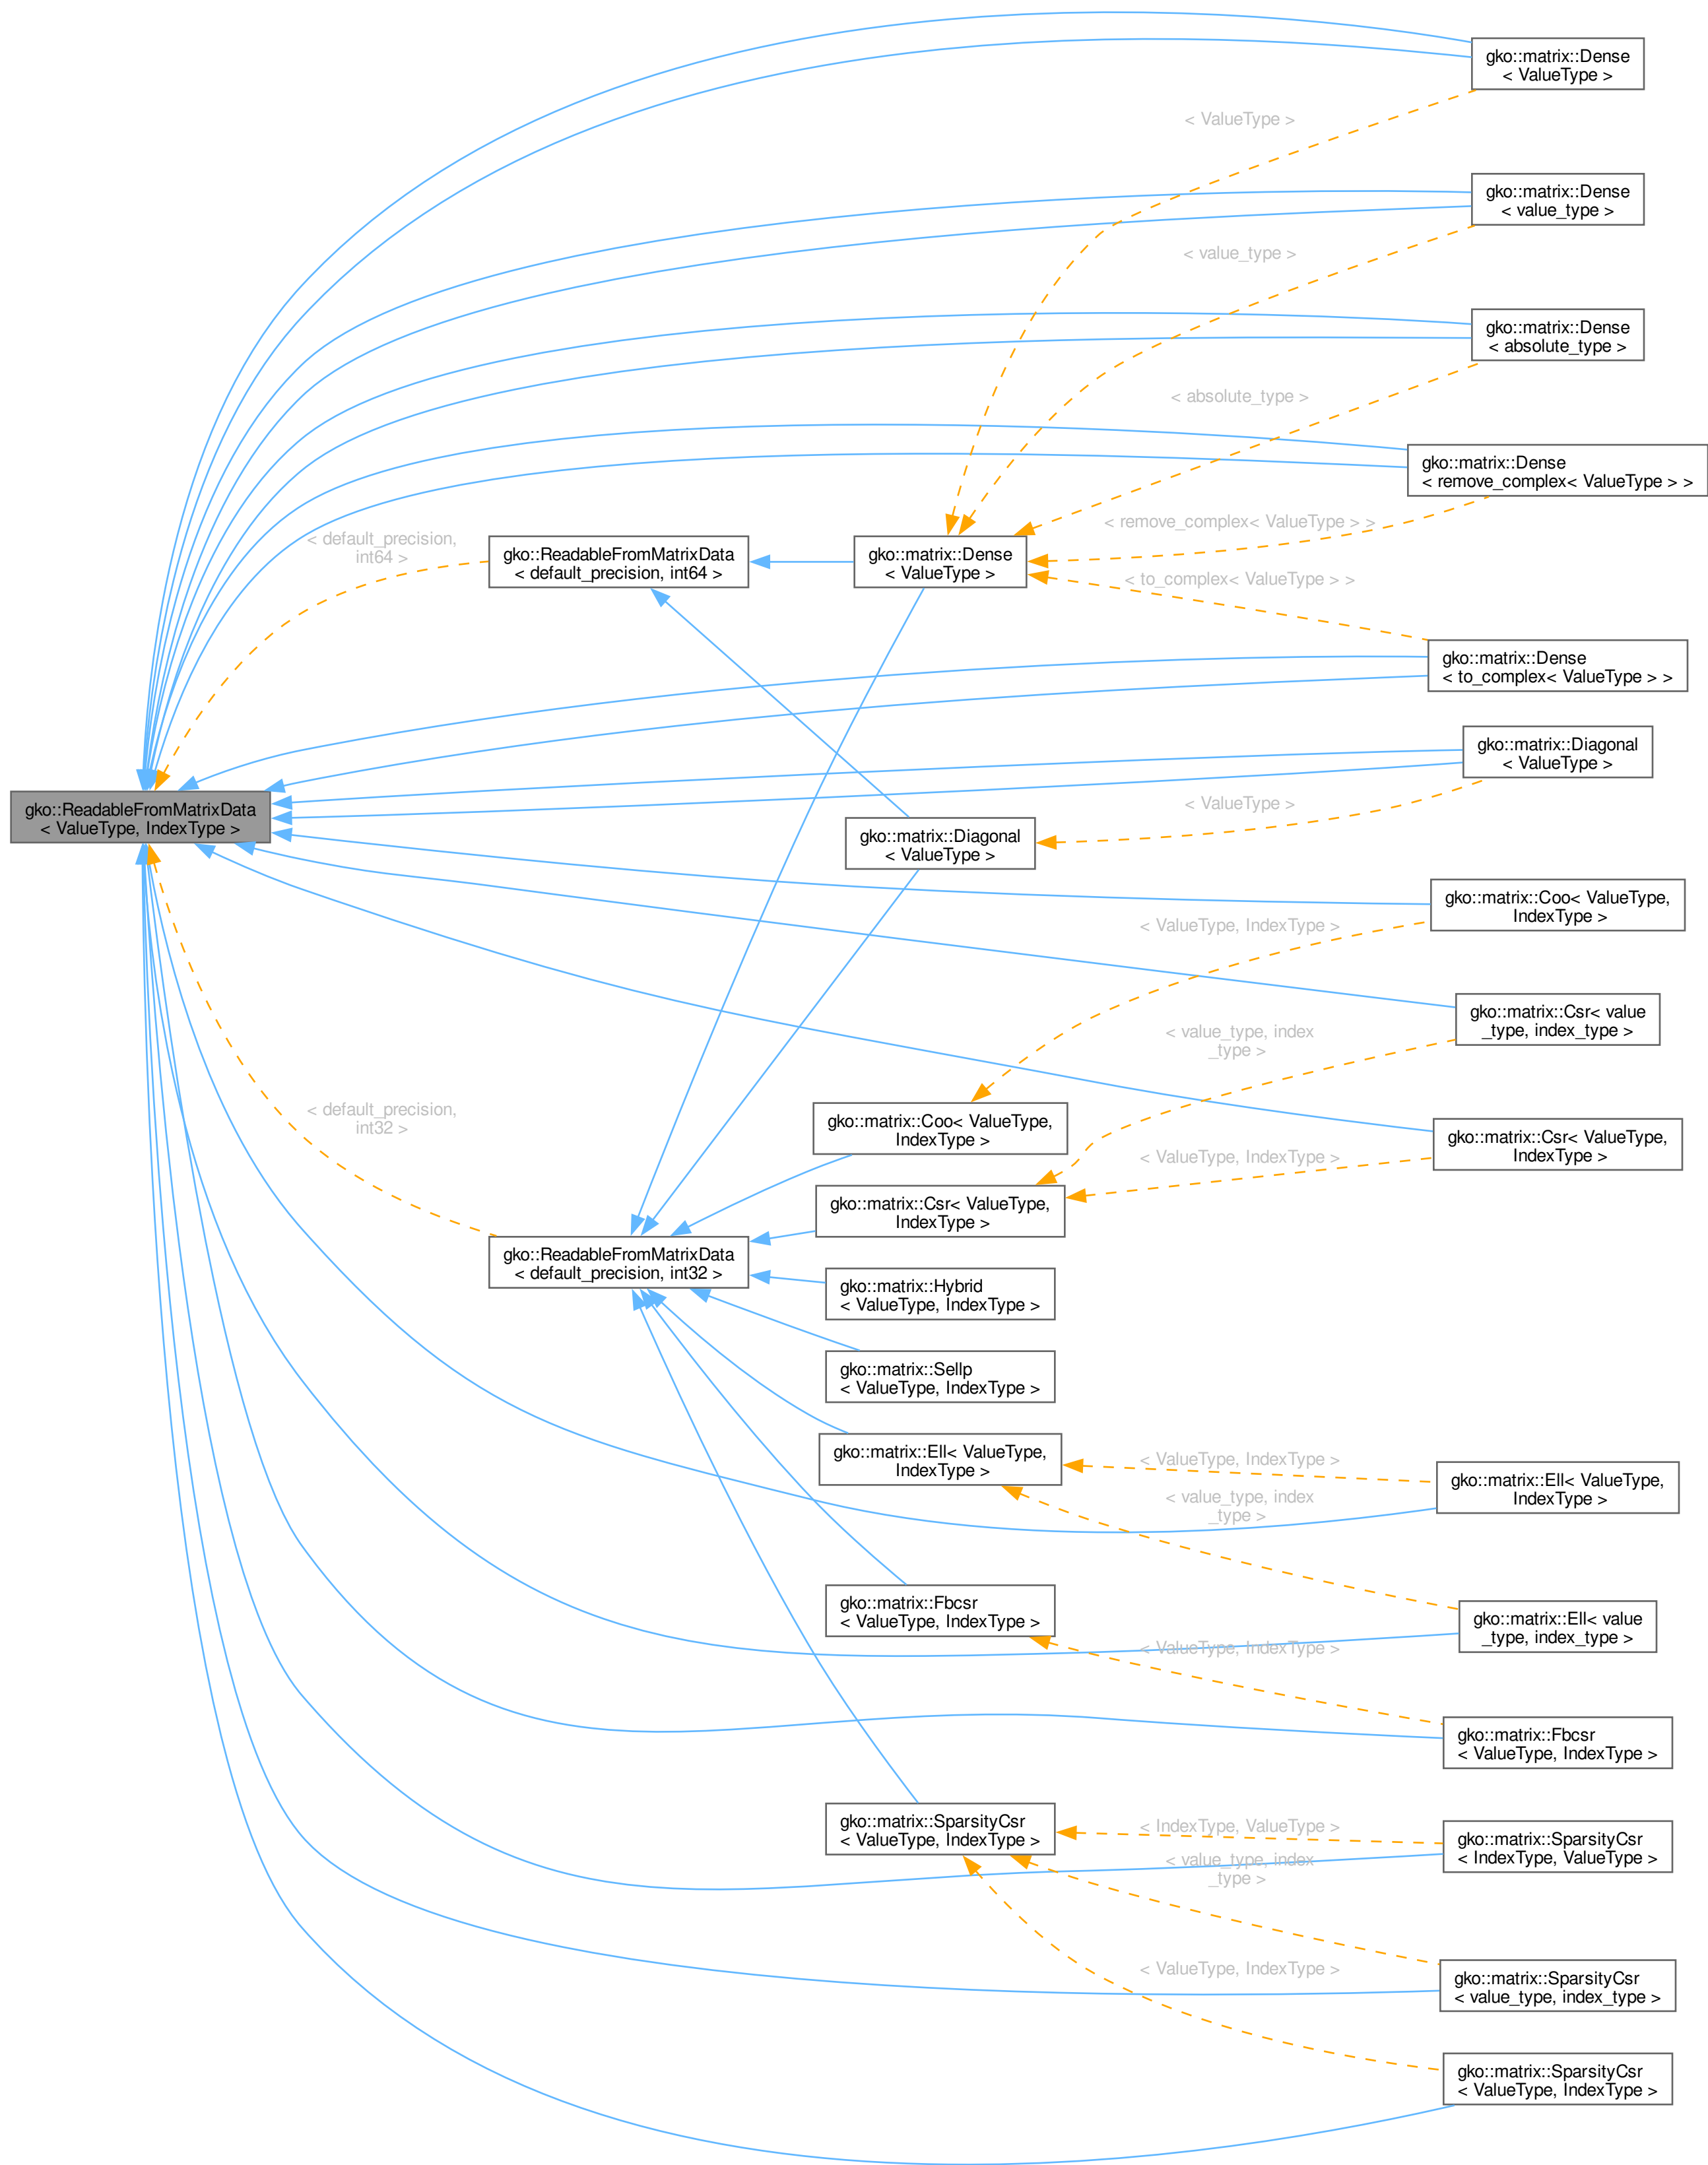 gko::matrix::Dense
< ValueType >
< ValueType >
gko::matrix::Dense
< value_type >
< value_type >
gko::matrix::Dense
< absolute_type >
< absolute_type >
gko::matrix::Dense
< remove_complex< ValueType > >
< remove_complex< ValueType > >
< default_precision,
int64 >
gko::ReadableFromMatrixData
< default_precision, int64 >
gko::matrix::Dense
< ValueType >
< to_complex< ValueType > >
gko::matrix::Dense
< to_complex< ValueType > >
gko::matrix::Diagonal
< ValueType >
< ValueType >
gko::ReadableFromMatrixData
< ValueType, IndexType >
gko::matrix::Diagonal
< ValueType >
gko::matrix::Coo< ValueType,
IndexType >
< ValueType, IndexType >
gko::matrix::Csr< value
_type, index_type >
< value_type, index
_type >
< default_precision,
int32 >
gko::matrix::Coo< ValueType,
IndexType >
gko::matrix::Csr< ValueType,
IndexType >
< ValueType, IndexType >
gko::matrix::Csr< ValueType,
IndexType >
gko::ReadableFromMatrixData
< default_precision, int32 >
gko::matrix::Hybrid
< ValueType, IndexType >
gko::matrix::Sellp
< ValueType, IndexType >
gko::matrix::Ell< ValueType,
IndexType >
< ValueType, IndexType >
gko::matrix::Ell< ValueType,
IndexType >
< value_type, index
_type >
gko::matrix::Fbcsr
< ValueType, IndexType >
gko::matrix::Ell< value
_type, index_type >
< ValueType, IndexType >
gko::matrix::Fbcsr
< ValueType, IndexType >
gko::matrix::SparsityCsr
< ValueType, IndexType >
< IndexType, ValueType >
gko::matrix::SparsityCsr
< IndexType, ValueType >
< value_type, index
_type >
gko::matrix::SparsityCsr
< value_type, index_type >
< ValueType, IndexType >
gko::matrix::SparsityCsr
< ValueType, IndexType >